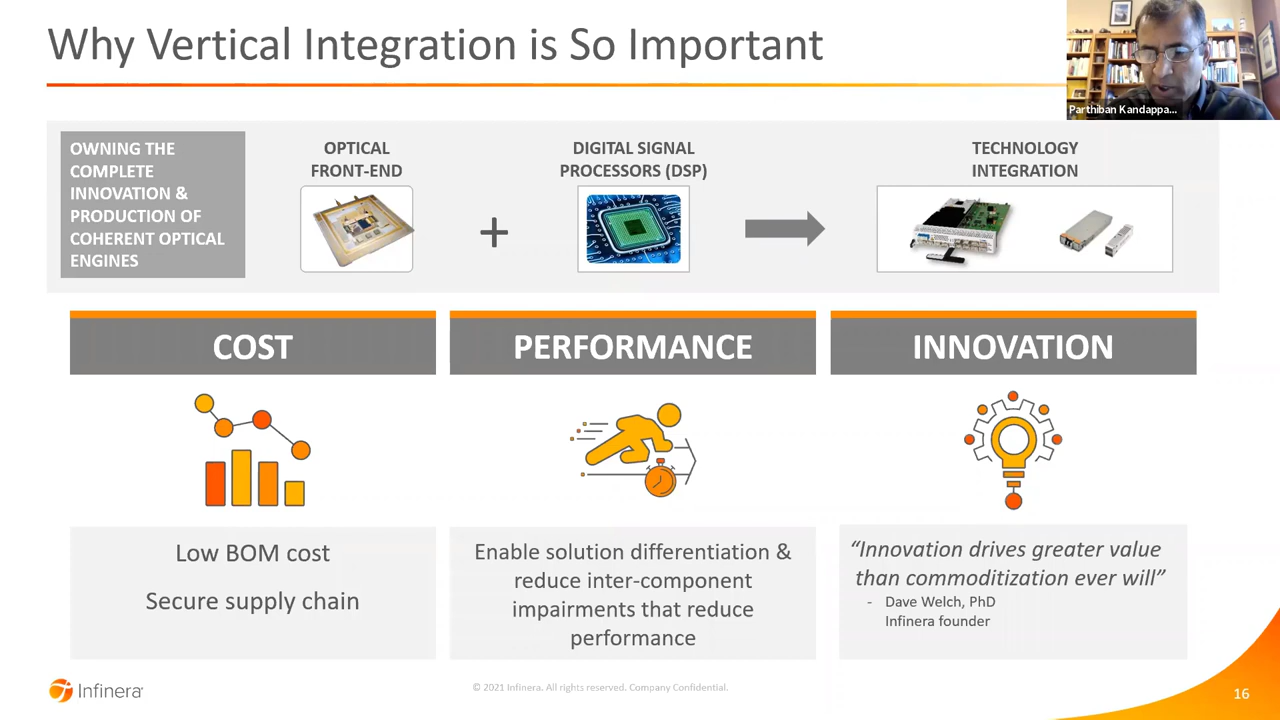 Why Vertical Integration is So Important
Parthiban Kandappa...
OWNING THE
COMPLETE
INNOVATION &
PRODUCTION OF
COHERENT OPTICAL
ENGINES
OPTICAL
FRONT-END
+
DIGITAL SIGNAL
PROCESSORS (DSP)
TECHNOLOGY
INTEGRATION
COST
PERFORMANCE
INNOVATION
Low BOM cost
Secure supply chain
Enable solution differentiation &
reduce inter-component
impairments that reduce
performance
“Innovation drives greater value
than commoditization ever will”
- Dave Welch, PhD
Infinera founder
Infinera
© 2021 Infinera. All rights reserved. Company Confidential.
16